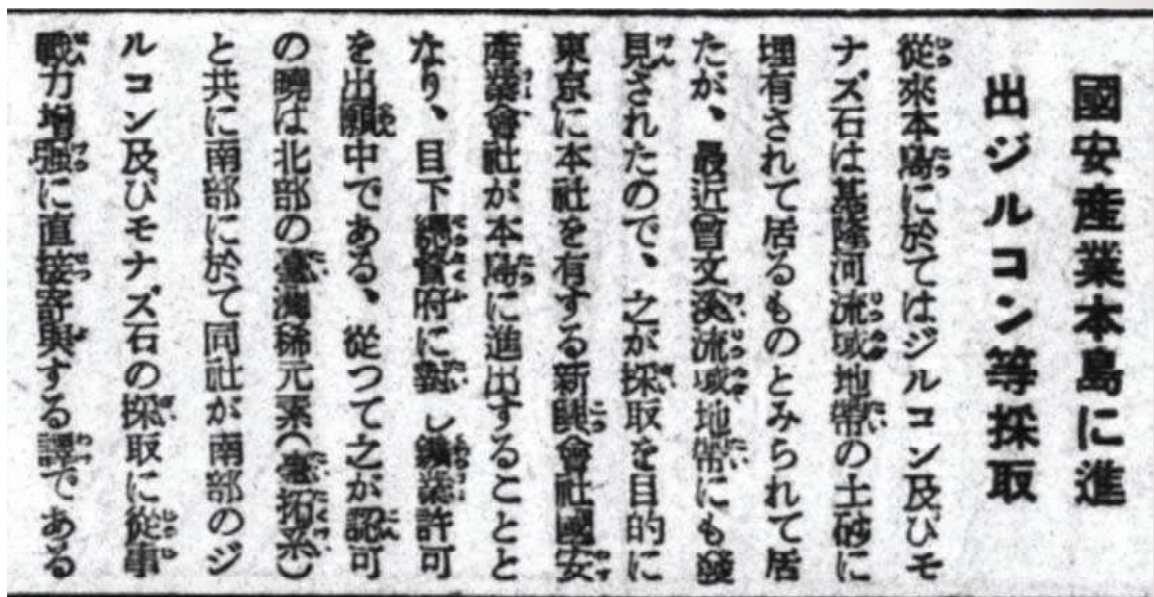 國安産業本島に進
出ジルコン等採取
從來本島に於てはジルコン及びモ
ナズ石は基隆河流域地帶の土砂に
埋有されて居るものとみられて居
たが、最近曾文溪流域地帶にも發
見されたので、之が採取を目的に
東京に本社を有する新興會社國安
産業會社が本島に進出することと
なり、目下總督府に對し鑛業許可
を出願中である、從つて之が認可
の曉は北部の臺灣稀元素(臺拓系)
と共に南部に於て同社が南部のジ
ルコン及びモナズ石の採取に從事
戰力增强に直接寄與する譯である